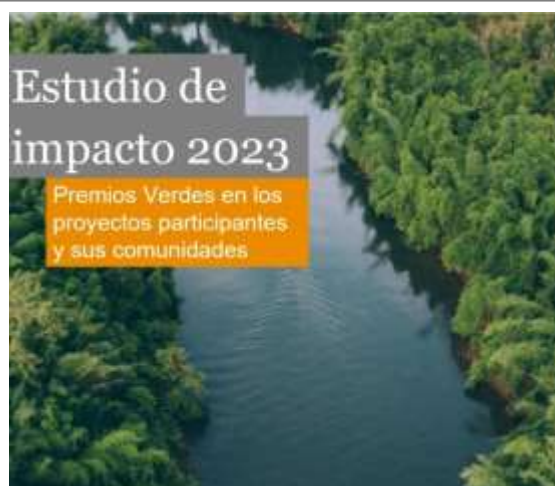 Estudio de
impacto 2023
Premios Verdes en los
proyectos participantes
y sus comunidades